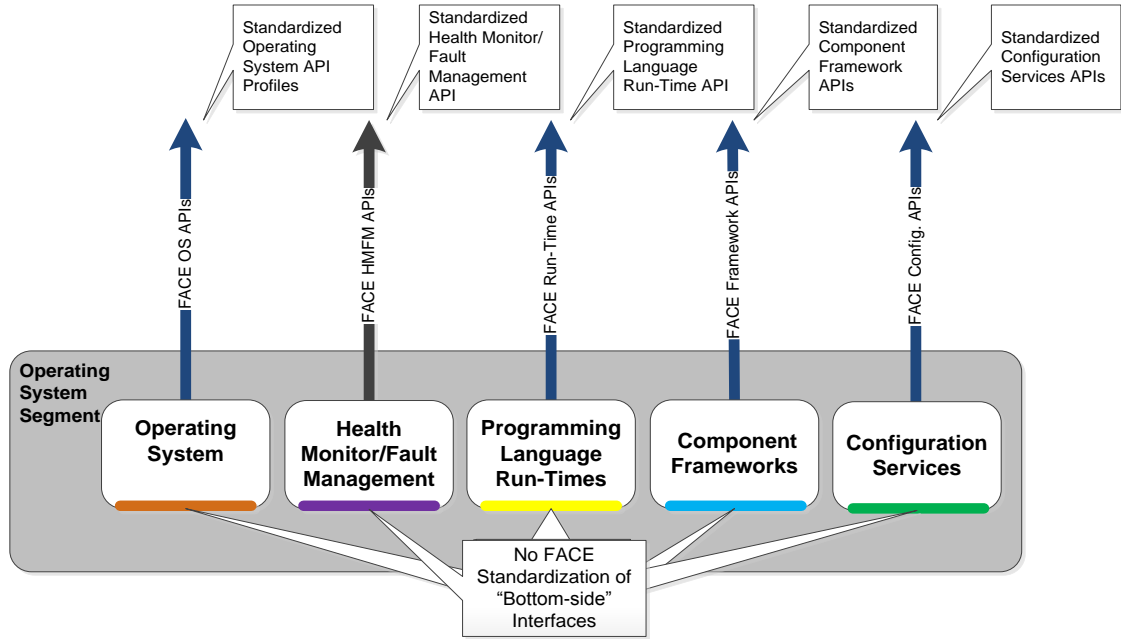 Standardized
Operating
System API
Profiles
Standardized
Health Monitor/
Fault
Management
API
Standardized
Programming
Language
Run-Time API
Standardized
Component
Framework
APIs
Standardized
Configuration
Services APIs
FACE OS APIs
FACE HMFM APIs
FACE Run-Time APIs
FACE Framework APIs
FACE Config. APIs
Operating
System
Segment
Operating
System
Health
Monitor/Fault
Management
Programming
Language
Run-Times
Component
Frameworks
Configuration
Services
No FACE
Standardization of
“Bottom-side”
Interfaces